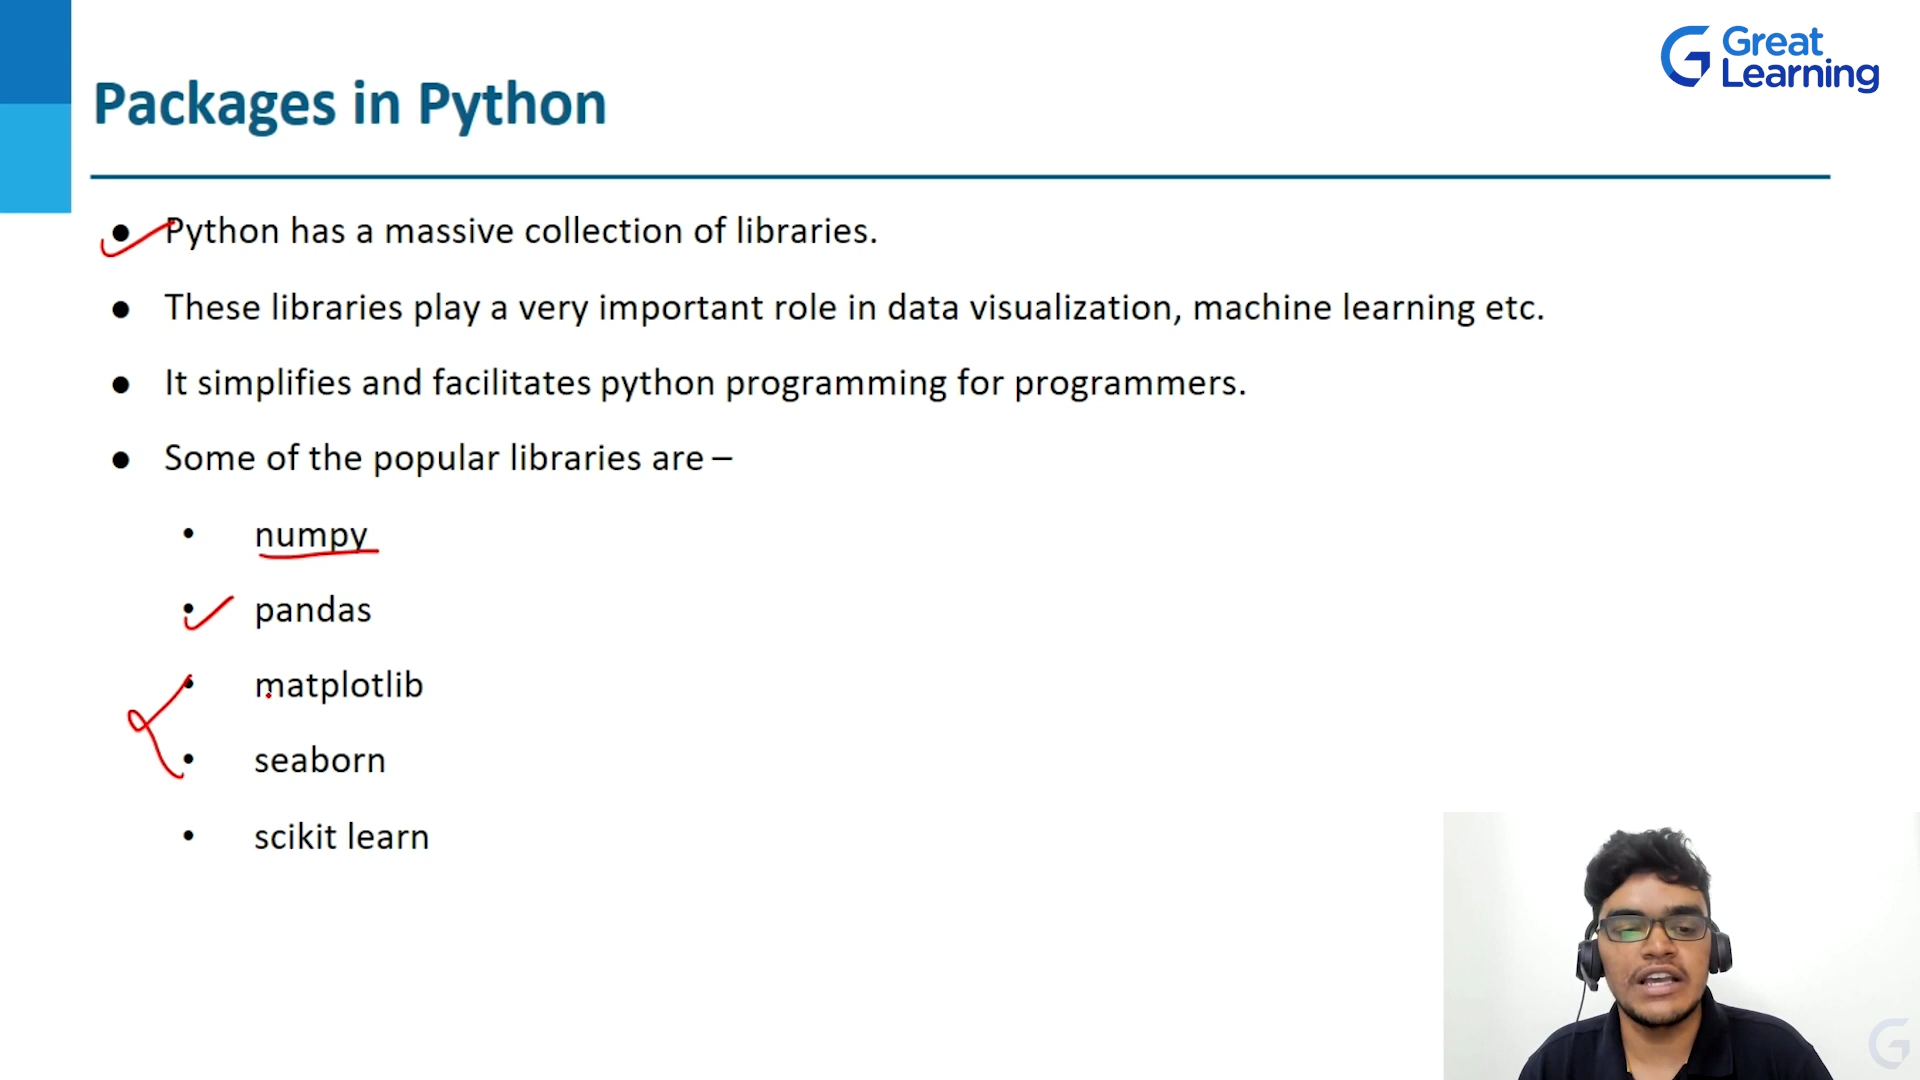 Great
Learning
Packages in Python
● Python has a massive collection of libraries.
● These libraries play a very important role in data visualization, machine learning etc.
● It simplifies and facilitates python programming for programmers.
● Some of the popular libraries are –
• numpy
• pandas
• matplotlib
• seaborn
• scikit learn